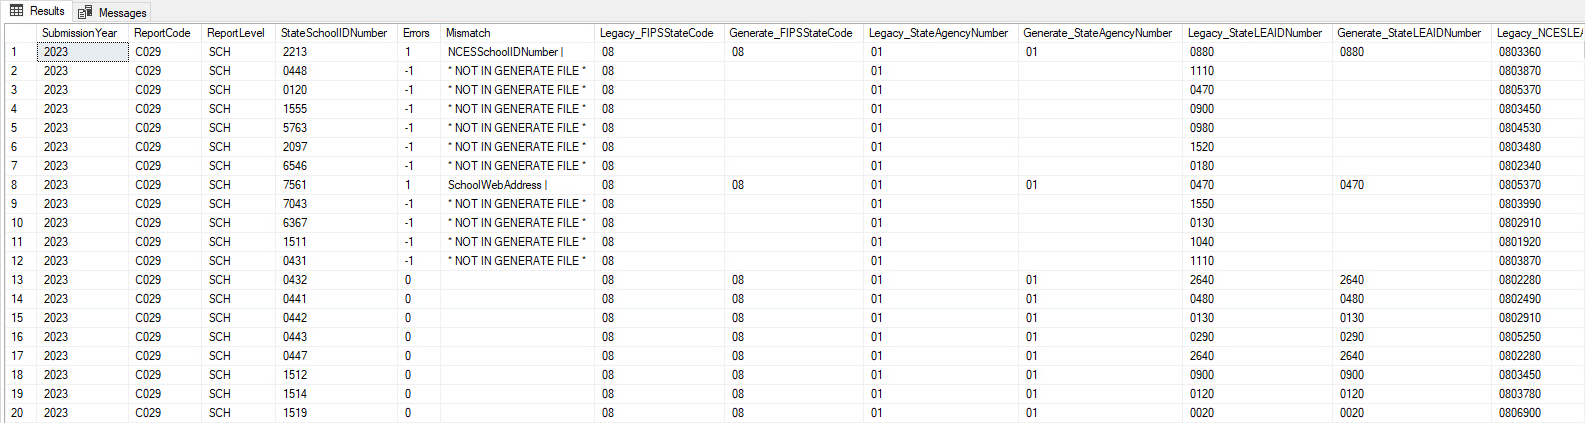 Results Messages
SubmissionYear ReportCode ReportLevel StateSchoolIDNumber Errors Mismatch Legacy_FIPSStateCode Generate_FIPSStateCode Legacy_StateAgencyNumber Generate_StateAgencyNumber Legacy_StateLEAIDNumber Generate_StateLEAIDNumber Legacy_NCESLEA
1 2023 C029 SCH 2213 1 NCESSchoolIDNumber | 08 08 01 01 0880 0880 0803360
2 2023 C029 SCH 0448 -1 * NOT IN GENERATE FILE * 08 01 1110 0803870
3 2023 C029 SCH 0120 -1 * NOT IN GENERATE FILE * 08 01 0470 0805370
4 2023 C029 SCH 1555 -1 * NOT IN GENERATE FILE * 08 01 0900 0803450
5 2023 C029 SCH 5763 -1 * NOT IN GENERATE FILE * 08 01 0980 0804530
6 2023 C029 SCH 2097 -1 * NOT IN GENERATE FILE * 08 01 1520 0803480
7 2023 C029 SCH 6546 -1 * NOT IN GENERATE FILE * 08 01 0180 0802340
8 2023 C029 SCH 7561 1 SchoolWebAddress | 08 08 01 01 0470 0470 0805370
9 2023 C029 SCH 7043 -1 * NOT IN GENERATE FILE * 08 01 1550 0803990
10 2023 C029 SCH 6367 -1 * NOT IN GENERATE FILE * 08 01 0130 0802910
11 2023 C029 SCH 1511 -1 * NOT IN GENERATE FILE * 08 01 1040 0801920
12 2023 C029 SCH 0431 -1 * NOT IN GENERATE FILE * 08 01 1110 0803870
13 2023 C029 SCH 0432 0 08 08 01 01 2640 2640 0802280
14 2023 C029 SCH 0441 0 08 08 01 01 0480 0480 0802490
15 2023 C029 SCH 0442 0 08 08 01 01 0130 0130 0802910
16 2023 C029 SCH 0443 0 08 08 01 01 0290 0290 0805250
17 2023 C029 SCH 0447 0 08 08 01 01 2640 2640 0802280
18 2023 C029 SCH 1512 0 08 08 01 01 0900 0900 0803450
19 2023 C029 SCH 1514 0 08 08 01 01 0120 0120 0803780
20 2023 C029 SCH 1519 0 08 08 01 01 0020 0020 0806900